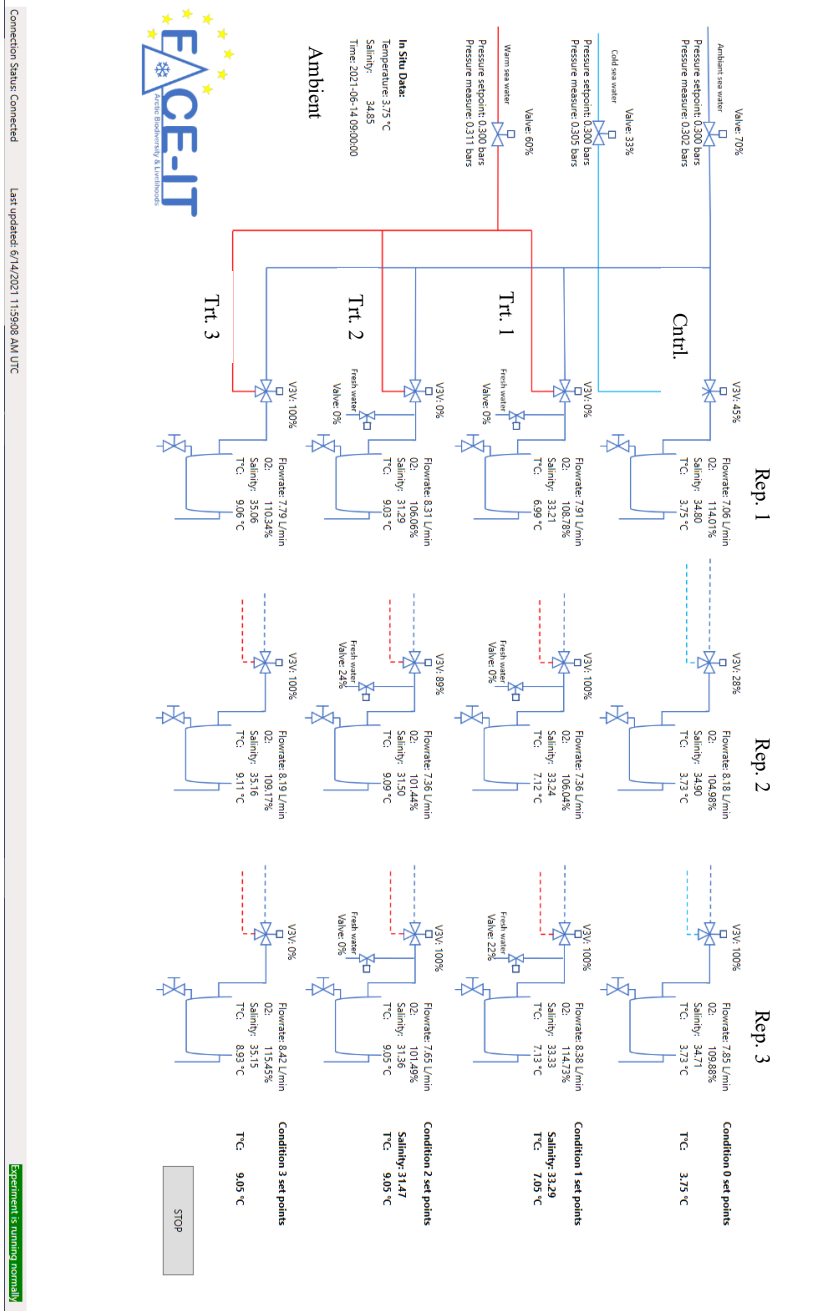 Rep. 1
Rep. 2
Rep. 3
Ambiant sea water
Valve: 70%
Pressure setpoint: 0.300 bars
Pressure measure: 0.302 bars
Cold sea water
Valve: 33%
Pressure setpoint: 0.300 bars
Pressure measure: 0.305 bars
Warm sea water
Valve: 60%
Pressure setpoint: 0.300 bars
Pressure measure: 0.311 bars
In Situ Data:
Temperature: 3.75 °C
Salinity: 34.85
Time: 2021-06-14 09:00:00
Ambient
FACE-IT
Arctic Biodiversity & Livelihoods
Cntrl.
V3V: 45%
Flowrate: 7.06 L/min
02: 114.01%
Salinity: 34.80
T°C: 3.75 °C
V3V: 28%
Flowrate: 8.18 L/min
02: 104.98%
Salinity: 34.90
T°C: 3.73 °C
V3V: 100%
Flowrate: 7.85 L/min
02: 109.88%
Salinity: 34.71
T°C: 3.73 °C
Condition 0 set points
T°C: 3.75 °C
Trt. 1
V3V: 0%
Fresh water
Valve: 0%
Flowrate: 7.91 L/min
02: 108.78%
Salinity: 33.21
T°C: 6.99 °C
V3V: 100%
Fresh water
Valve: 0%
Flowrate: 7.36 L/min
02: 106.04%
Salinity: 33.24
T°C: 7.12 °C
V3V: 100%
Fresh water
Valve: 22%
Flowrate: 8.38 L/min
02: 114.73%
Salinity: 33.33
T°C: 7.13 °C
Condition 1 set points
Salinity: 33.29
T°C: 7.05 °C
Trt. 2
V3V: 0%
Fresh water
Valve: 0%
Flowrate: 8.31 L/min
02: 106.06%
Salinity: 31.29
T°C: 9.03 °C
V3V: 89%
Fresh water
Valve: 24%
Flowrate: 7.36 L/min
02: 101.44%
Salinity: 31.50
T°C: 9.09 °C
V3V: 100%
Fresh water
Valve: 0%
Flowrate: 7.65 L/min
02: 101.49%
Salinity: 31.36
T°C: 9.05 °C
Condition 2 set points
Salinity: 31.47
T°C: 9.05 °C
Trt. 3
V3V: 100%
Flowrate: 7.79 L/min
02: 110.34%
Salinity: 35.06
T°C: 9.06 °C
V3V: 100%
Flowrate: 8.19 L/min
02: 109.17%
Salinity: 35.16
T°C: 9.11 °C
V3V: 0%
Flowrate: 8.42 L/min
02: 115.45%
Salinity: 35.15
T°C: 8.93 °C
Condition 3 set points
T°C: 9.05 °C
STOP
Connection Status: Connected
Last updated: 6/14/2021 11:59:08 AM UTC
Experiment is running normally